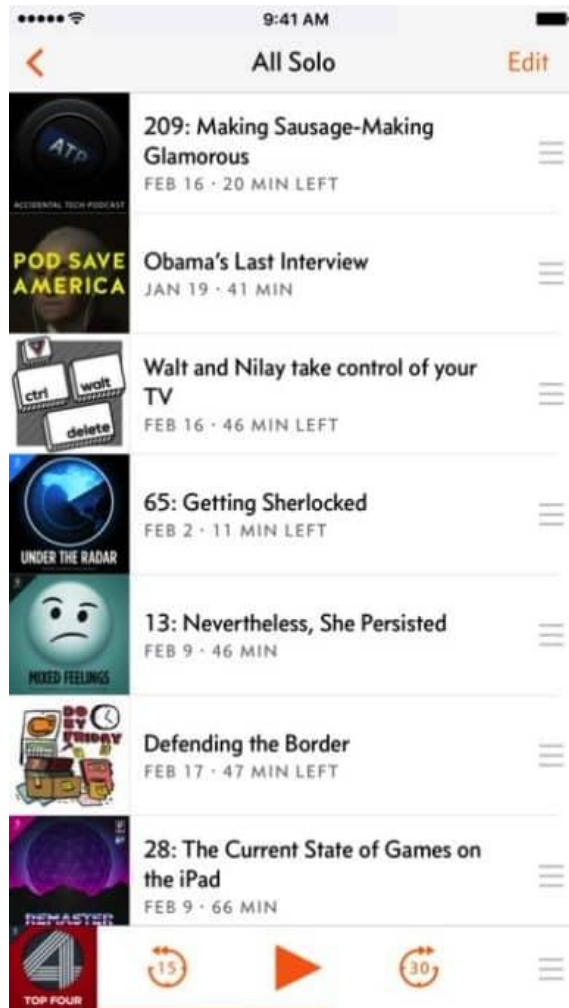 9:41 AM
All Solo
Edit
ATP
ACCIDENTAL TECH PODCAST
209: Making Sausage-Making
Glamorous
FEB 16 · 20 MIN LEFT
POD SAVE
AMERICA
Obama's Last Interview
JAN 19 · 41 MIN
ctrl
walt
delete
Walt and Nilay take control of your
TV
FEB 16 · 46 MIN LEFT
UNDER THE RADAR
65: Getting Sherlocked
FEB 2 · 11 MIN LEFT
MIXED FEELINGS
13: Nevertheless, She Persisted
FEB 9 · 46 MIN
DO
BY
FRIDAY
Defending the Border
FEB 17 · 47 MIN LEFT
REMASTER
28: The Current State of Games on
the iPad
FEB 9 · 66 MIN
4
TOP FOUR
15
30